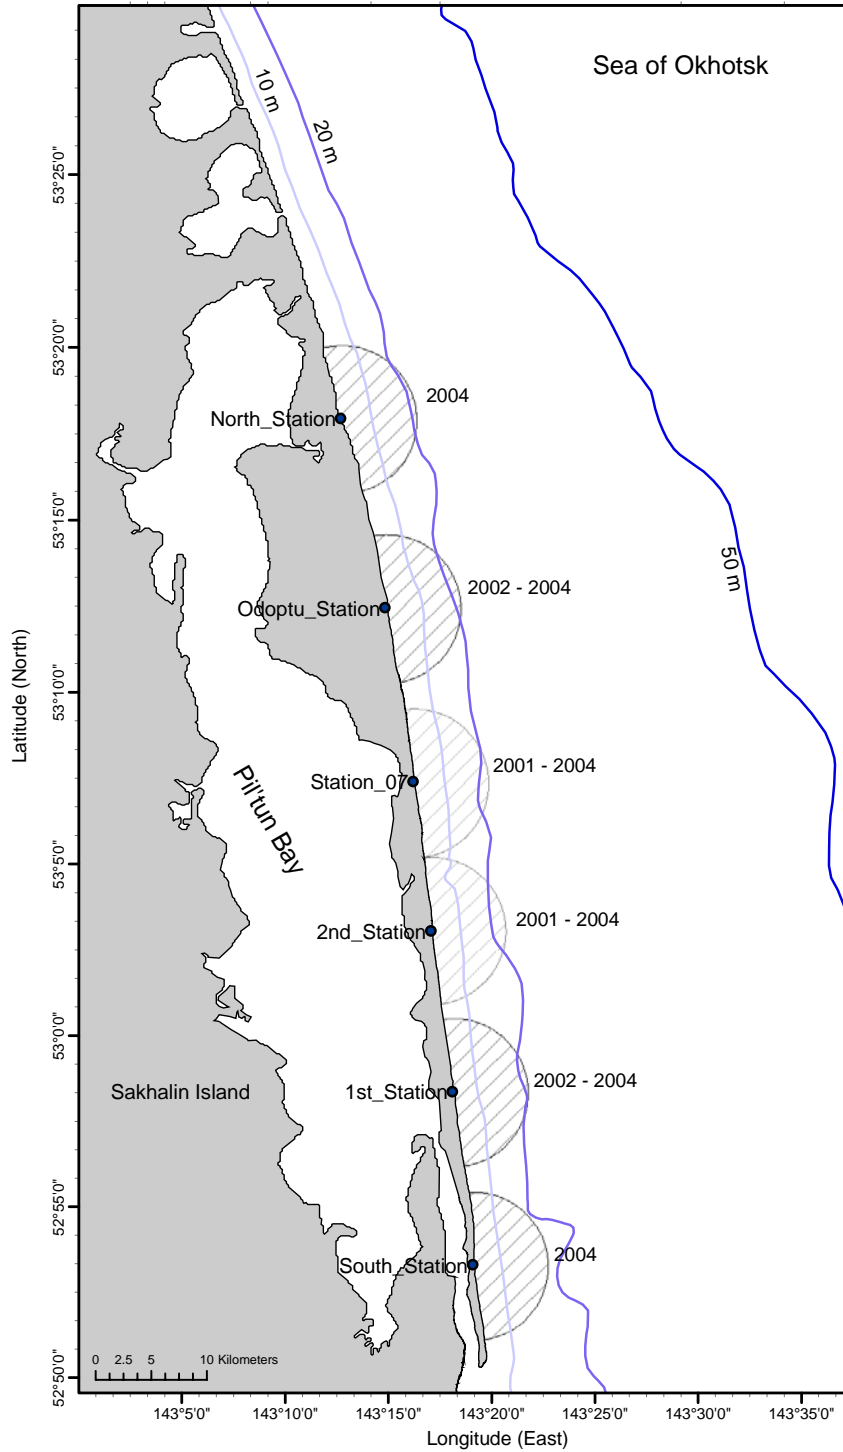 Sea of Okhotsk
10 m
20 m
53°25'0"
53°20'0"
North_Station
2004
53°15'0"
50 m
Odoptu_Station
2002 - 2004
53°10'0"
Latitude (North)
Station_07
2001 - 2004
Pil'tun Bay
53°5'0"
2nd_Station
2001 - 2004
53°0'0"
Sakhalin Island
1st_Station
2002 - 2004
52°55'0"
South_Station
2004
0 2.5 5 10 Kilometers
52°50'0"
143°5'0" 143°10'0" 143°15'0" 143°20'0" 143°25'0" 143°30'0" 143°35'0"
Longitude (East)